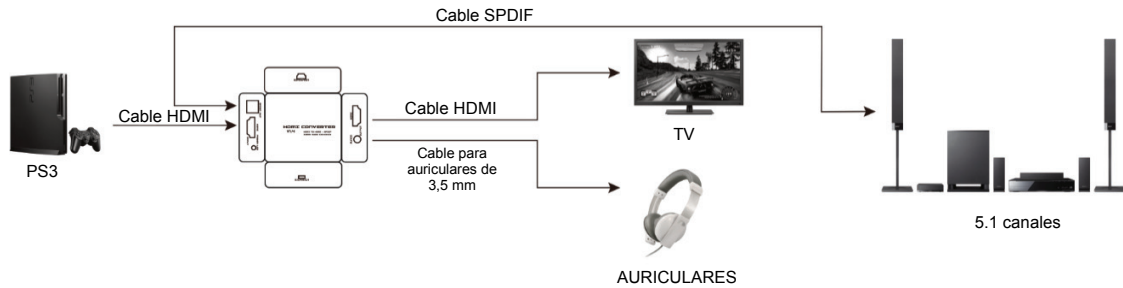 Cable SPDIF
Cable HDMI
PS3
HDMI CONVERTER
Cable HDMI
Cable para
auriculares de
3,5 mm
TV
AURICULARES
5.1 canales